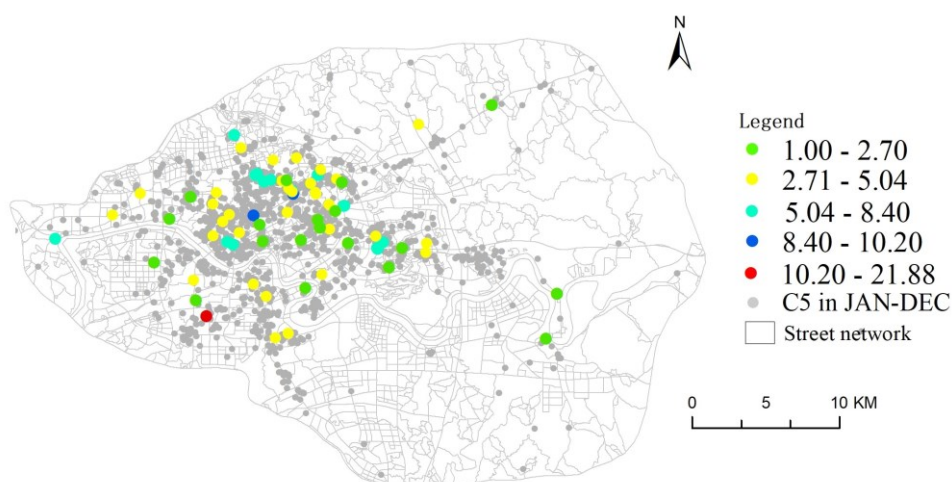 N
Legend
1.00 - 2.70
2.71 - 5.04
5.04 - 8.40
8.40 - 10.20
10.20 - 21.88
C5 in JAN-DEC
Street network
0 5 10 KM